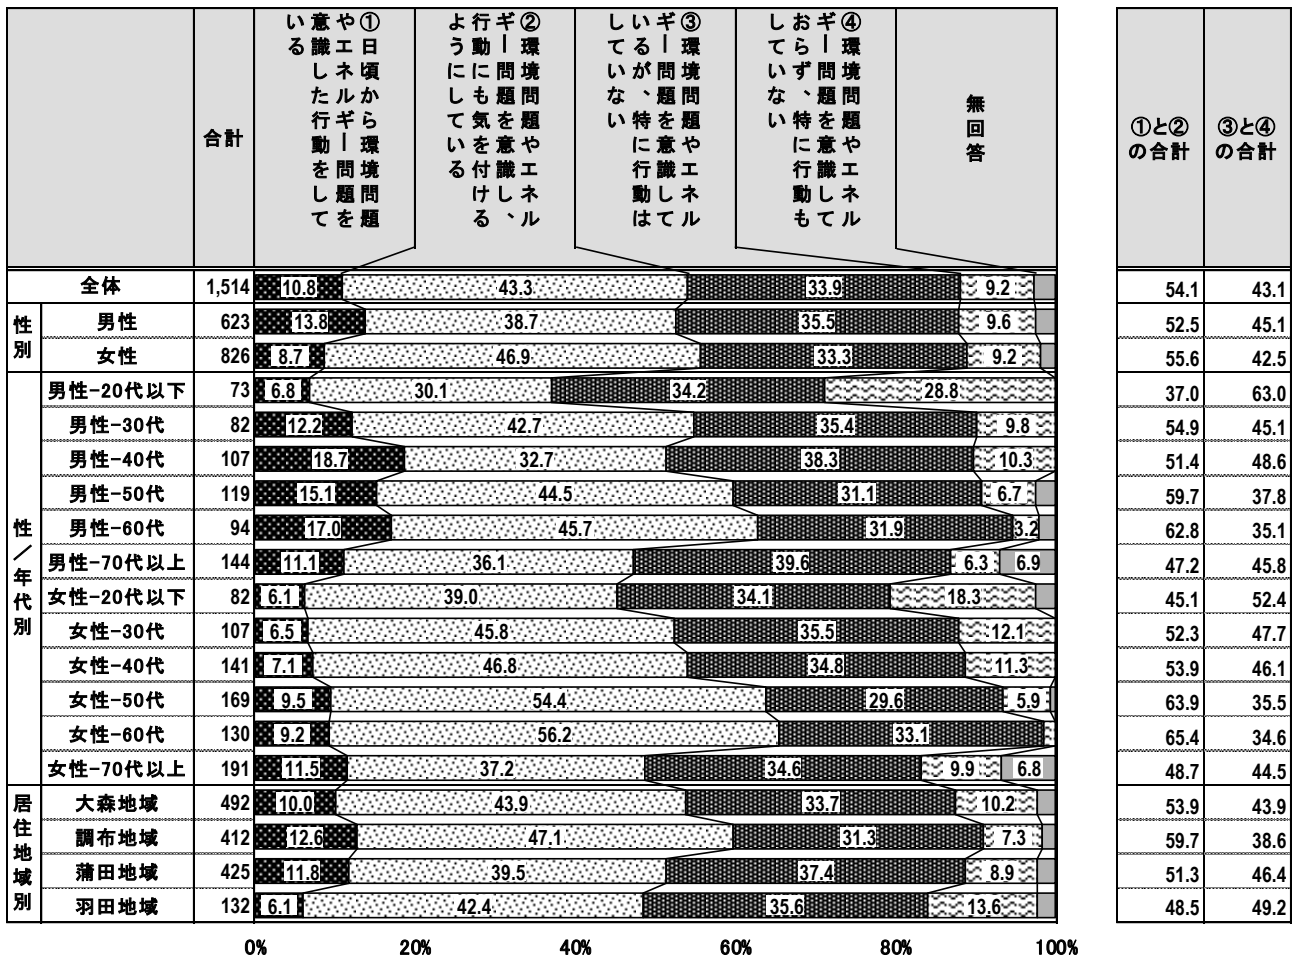 合計
①日頃から環境問題
やエネルギー問題を
意識した行動をして
いる
②環境問題やエネル
ギー問題を意識し、
行動にも気を付ける
ようにしている
③環境問題やエネル
ギー問題を意識して
いるが、特に行動は
していない
④環境問題やエネル
ギー問題を意識して
おらず、特に行動も
していない
無回答
①と②
の合計
③と④
の合計
全体 1,514 10.8 43.3 33.9 9.2 54.1 43.1
性別
男性 623 13.8 38.7 35.5 9.6 52.5 45.1
女性 826 8.7 46.9 33.3 9.2 55.6 42.5
性/年代別
男性-20代以下 73 6.8 30.1 34.2 28.8 37.0 63.0
男性-30代 82 12.2 42.7 35.4 9.8 54.9 45.1
男性-40代 107 18.7 32.7 38.3 10.3 51.4 48.6
男性-50代 119 15.1 44.5 31.1 6.7 59.7 37.8
男性-60代 94 17.0 45.7 31.9 3.2 62.8 35.1
男性-70代以上 144 11.1 36.1 39.6 6.3 6.9 47.2 45.8
女性-20代以下 82 6.1 39.0 34.1 18.3 45.1 52.4
女性-30代 107 6.5 45.8 35.5 12.1 52.3 47.7
女性-40代 141 7.1 46.8 34.8 11.3 53.9 46.1
女性-50代 169 9.5 54.4 29.6 5.9 63.9 35.5
女性-60代 130 9.2 56.2 33.1 65.4 34.6
女性-70代以上 191 11.5 37.2 34.6 9.9 6.8 48.7 44.5
居住地域別
大森地域 492 10.0 43.9 33.7 10.2 53.9 43.9
調布地域 412 12.6 47.1 31.3 7.3 59.7 38.6
蒲田地域 425 11.8 39.5 37.4 8.9 51.3 46.4
羽田地域 132 6.1 42.4 35.6 13.6 48.5 49.2
0% 20% 40% 60% 80% 100%